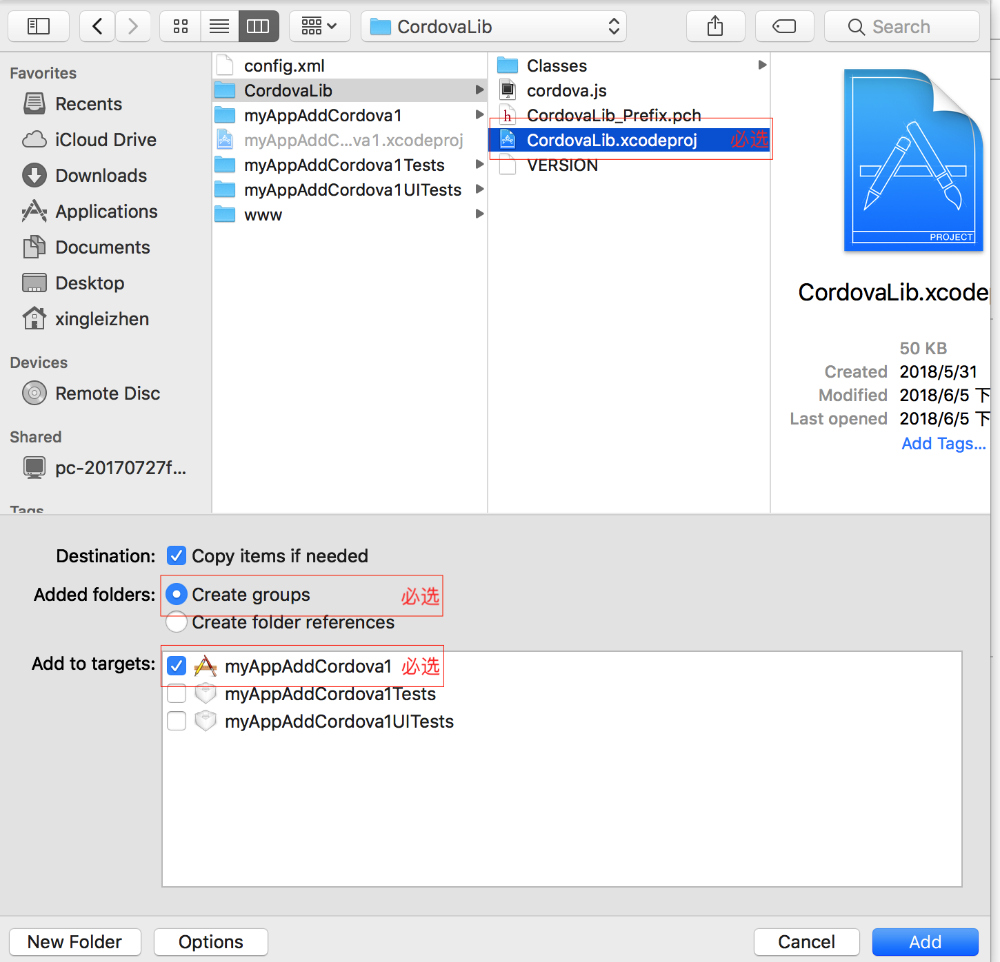 CordovaLib
Search
Favorites
Recents
iCloud Drive
Downloads
Applications
Documents
Desktop
xingleizhen
Devices
Remote Disc
Shared
pc-20170727f...
Tags
config.xml
CordovaLib
myAppAddCordova1
myAppAddC...va1.xcodeproj
myAppAddCordova1Tests
myAppAddCordova1UITests
www
Classes
cordova.js
CordovaLib_Prefix.pch
CordovaLib.xcodeproj 必选
VERSION
PROJECT
CordovaLib.xcode
50 KB
Created 2018/5/31
Modified 2018/6/5 下
Last opened 2018/6/5 下
Add Tags...
Destination: Copy items if needed
Added folders: Create groups 必选
Create folder references
Add to targets: myAppAddCordova1 必选
myAppAddCordova1Tests
myAppAddCordova1UITests
New Folder Options Cancel Add